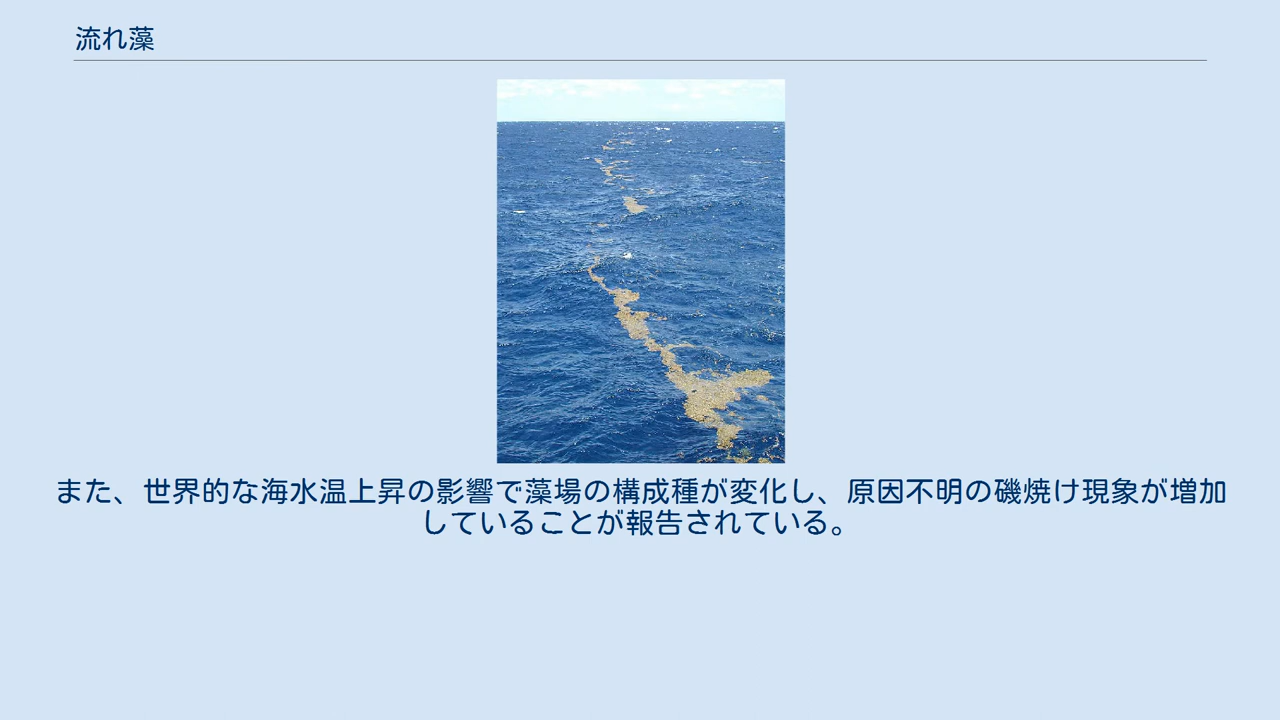 流れ藻
また、世界的な海水温上昇の影響で藻場の構成種が変化し、原因不明の磯焼け現象が増加
していることが報告されている。